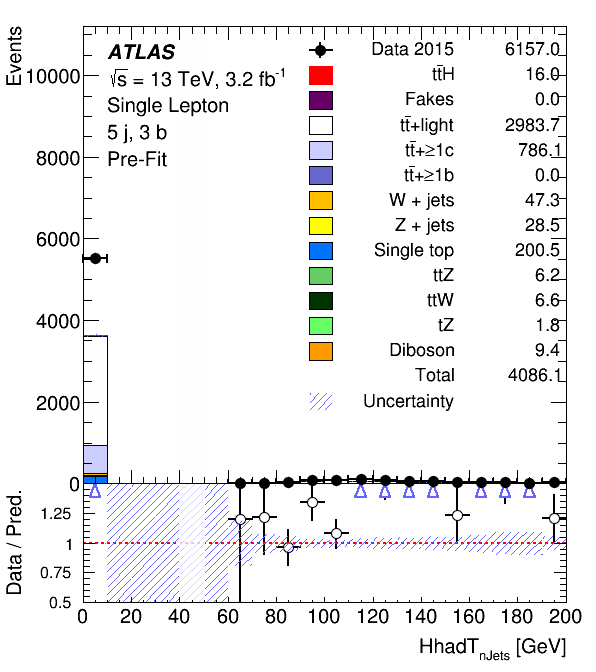 Events
10000
8000
6000
4000
2000
0
ATLAS
√s = 13 TeV, 3.2 fb⁻¹
Single Lepton
5 j, 3 b
Pre-Fit
Data 2015 6157.0
tt̄H 16.0
Fakes 0.0
tt̄+light 2983.7
tt̄+≥1c 786.1
tt̄+≥1b 0.0
W + jets 47.3
Z + jets 28.5
Single top 200.5
ttZ 6.2
ttW 6.6
tZ 1.8
Diboson 9.4
Total 4086.1
Uncertainty
Data / Pred.
1.25
1
0.75
0.5
0 20 40 60 80 100 120 140 160 180 200
HhadT_nJets [GeV]